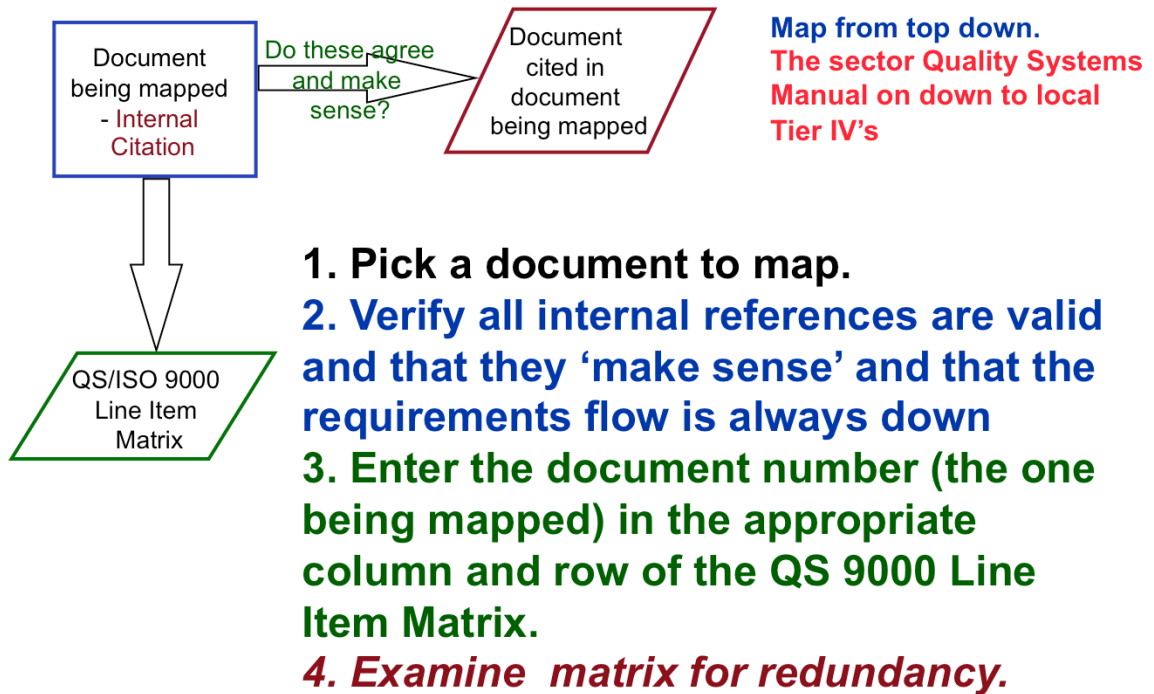 Document
being mapped
- Internal
Citation
Do these agree
and make
sense?
Document
cited in
document
being mapped
Map from top down.
The sector Quality Systems
Manual on down to local
Tier IV’s
QS/ISO 9000
Line Item
Matrix
1. Pick a document to map.
2. Verify all internal references are valid
and that they ‘make sense’ and that the
requirements flow is always down
3. Enter the document number (the one
being mapped) in the appropriate
column and row of the QS 9000 Line
Item Matrix.
4. Examine  matrix for redundancy.